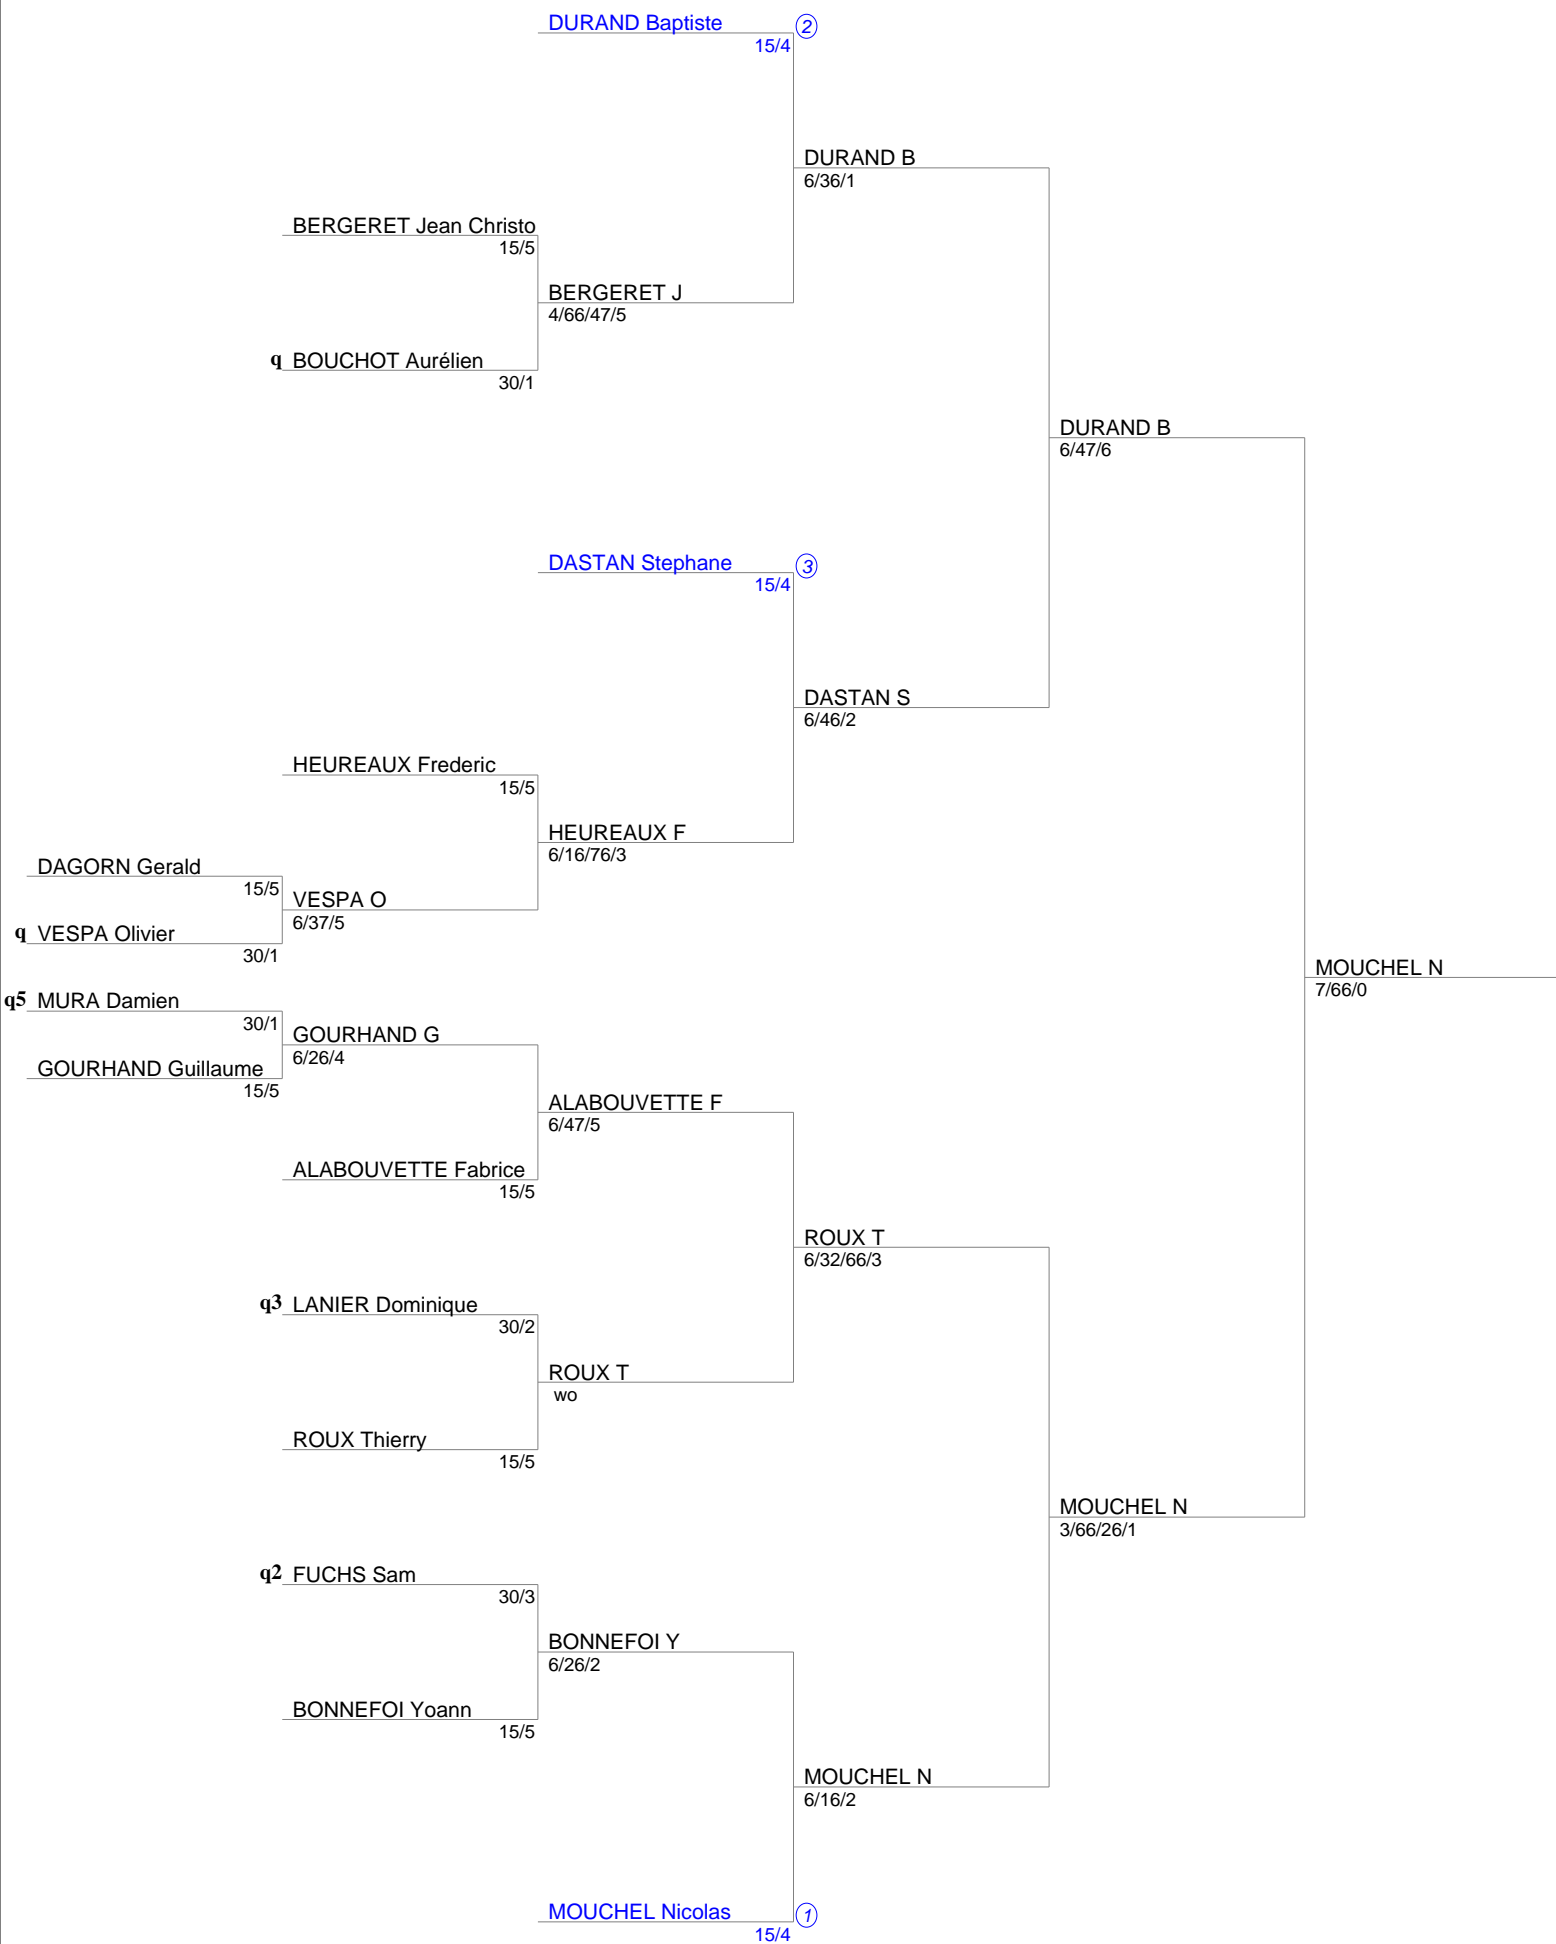 DURAND Baptiste 2
15/4
DURAND B
6/36/1
BERGERET Jean Christo
15/5
BERGERET J
4/66/47/5
q BOUCHOT Aurélien
30/1
DURAND B
6/47/6
DASTAN Stephane 3
15/4
DASTAN S
6/46/2
HEUREAUX Frederic
15/5
HEUREAUX F
6/16/76/3
DAGORN Gerald
15/5
VESPA O
6/37/5
q VESPA Olivier
30/1
MOUCHEL N
7/66/0
q5 MURA Damien
30/1
GOURHAND G
6/26/4
GOURHAND Guillaume
15/5
ALABOUVETTE F
6/47/5
ALABOUVETTE Fabrice
15/5
ROUX T
6/32/66/3
q3 LANIER Dominique
30/2
ROUX T
wo
ROUX Thierry
15/5
MOUCHEL N
3/66/26/1
q2 FUCHS Sam
30/3
BONNEFOI Y
6/26/2
BONNEFOI Yoann
15/5
MOUCHEL N
6/16/2
MOUCHEL Nicolas 1
15/4